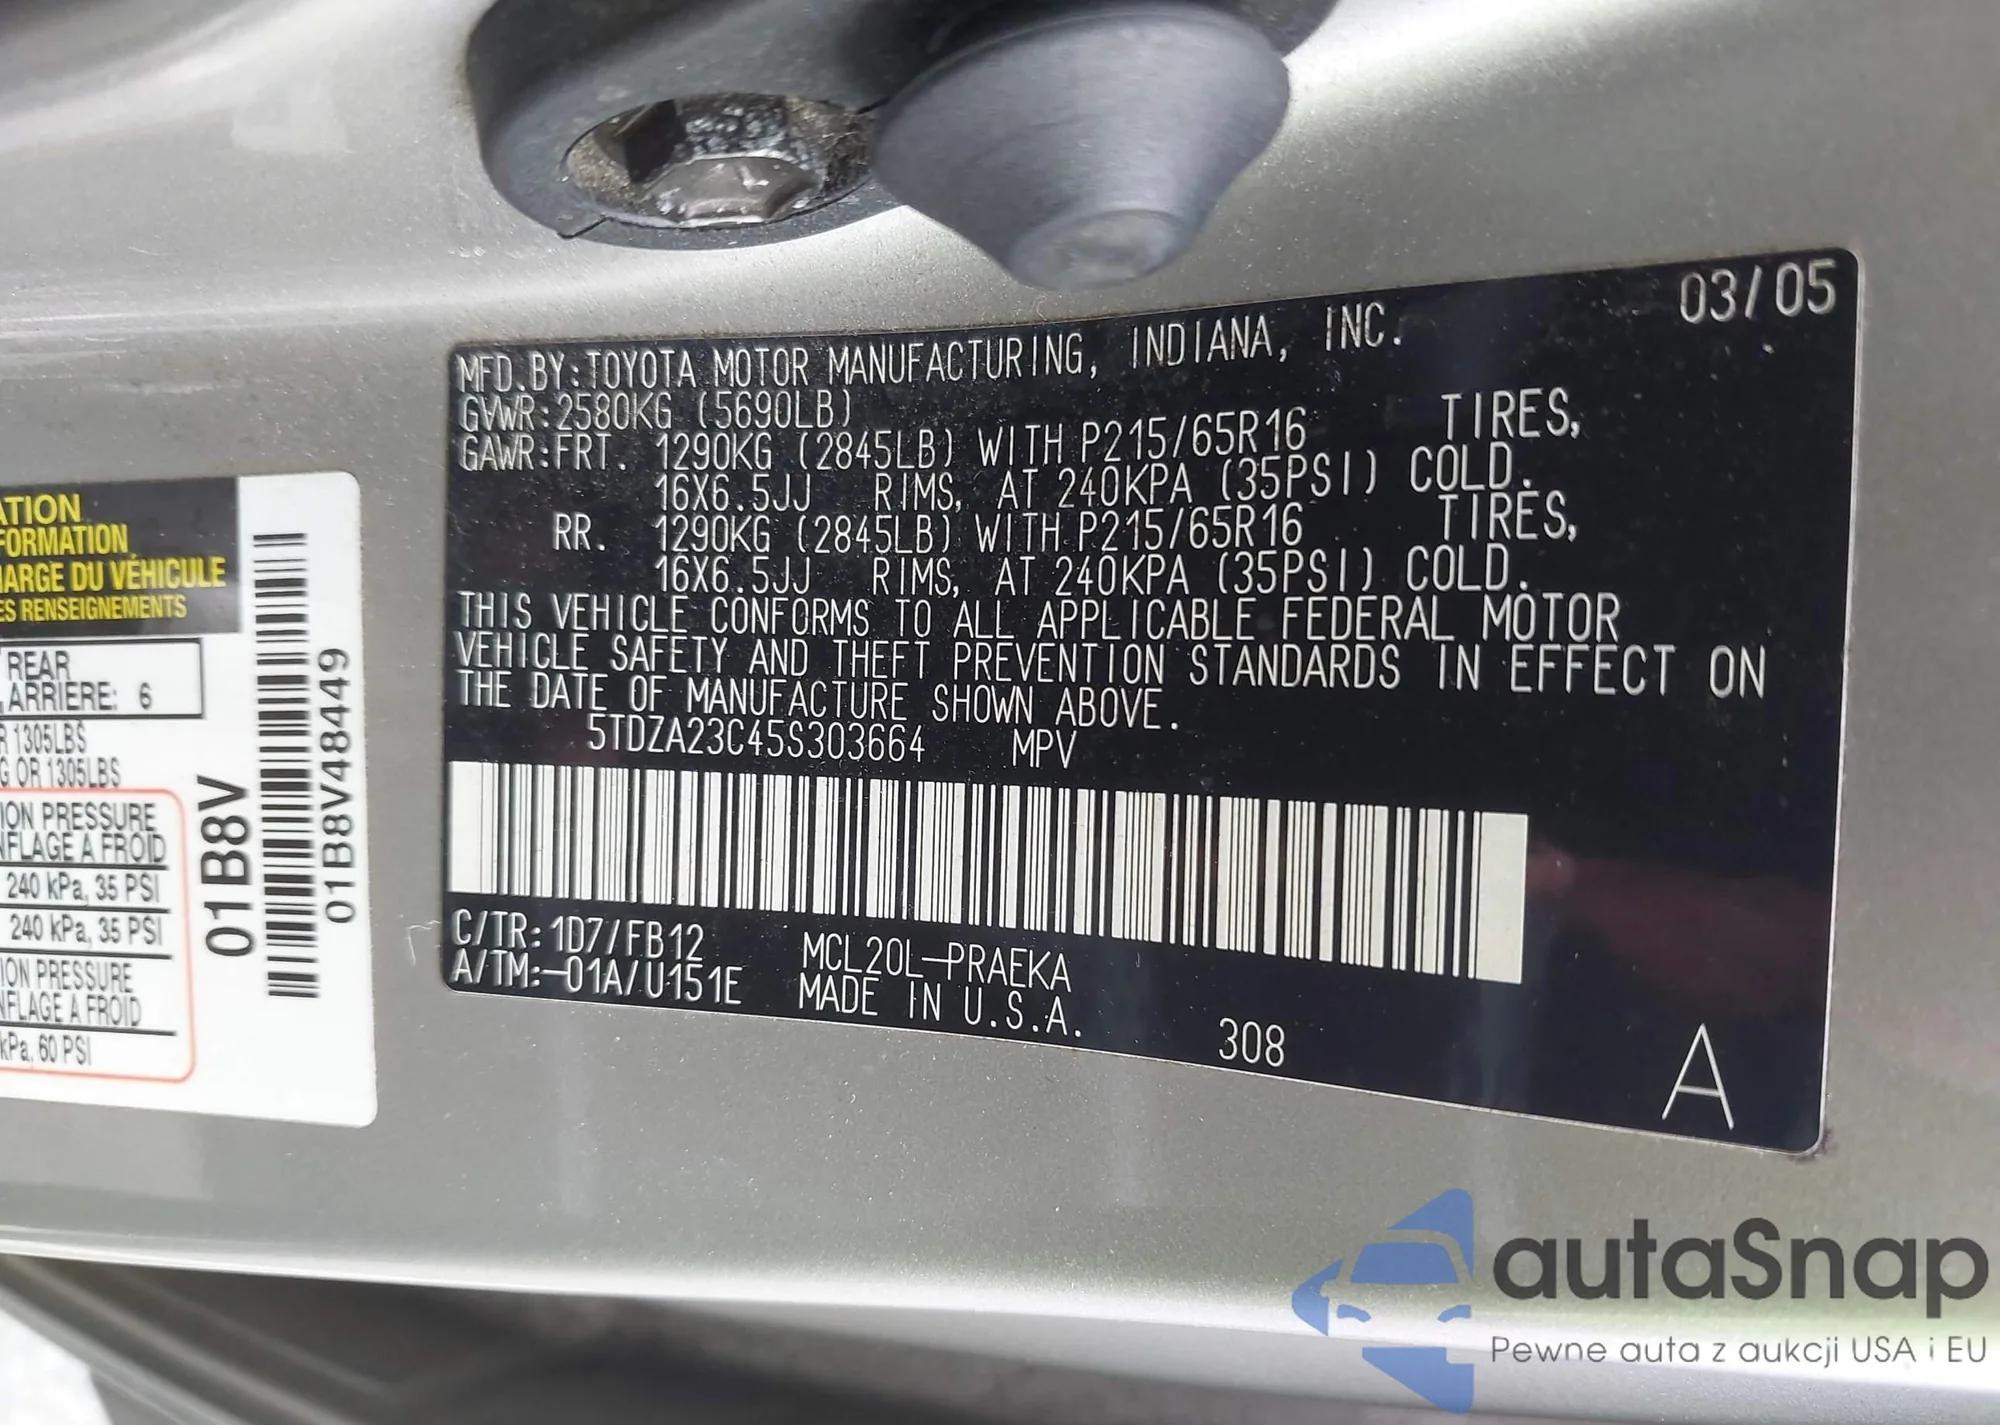 03/05
MFD.BY:TOYOTA MOTOR MANUFACTURING, INDIANA, INC.
GVWR:2580KG (5690LB)
GAWR:FRT. 1290KG (2845LB) WITH P215/65R16 TIRES,
16X6.5JJ RIMS, AT 240KPA (35PSI) COLD.
RR. 1290KG (2845LB) WITH P215/65R16 TIRES,
16X6.5JJ RIMS, AT 240KPA (35PSI) COLD.
THIS VEHICLE CONFORMS TO ALL APPLICABLE FEDERAL MOTOR
VEHICLE SAFETY AND THEFT PREVENTION STANDARDS IN EFFECT ON
THE DATE OF MANUFACTURE SHOWN ABOVE.
5TDZA23C45S303664 MPV
C/TR:1D7/FB12 MCL20L-PRAEKA
A/TM:-01A/U151E MADE IN U.S.A.
308
A
ATION
FORMATION
HARGE DU VÉHICULE
ES RENSEIGNEMENTS
REAR
ARRIERE: 6
R 1305LBS
G OR 1305LBS
ION PRESSURE
NFLAGE A FROID
240 kPa, 35 PSI
240 kPa, 35 PSI
ION PRESSURE
NFLAGE A FROID
kPa, 60 PSI
01B8V
01B8V48449
autaSnap
Pewne auta z aukcji USA i EU